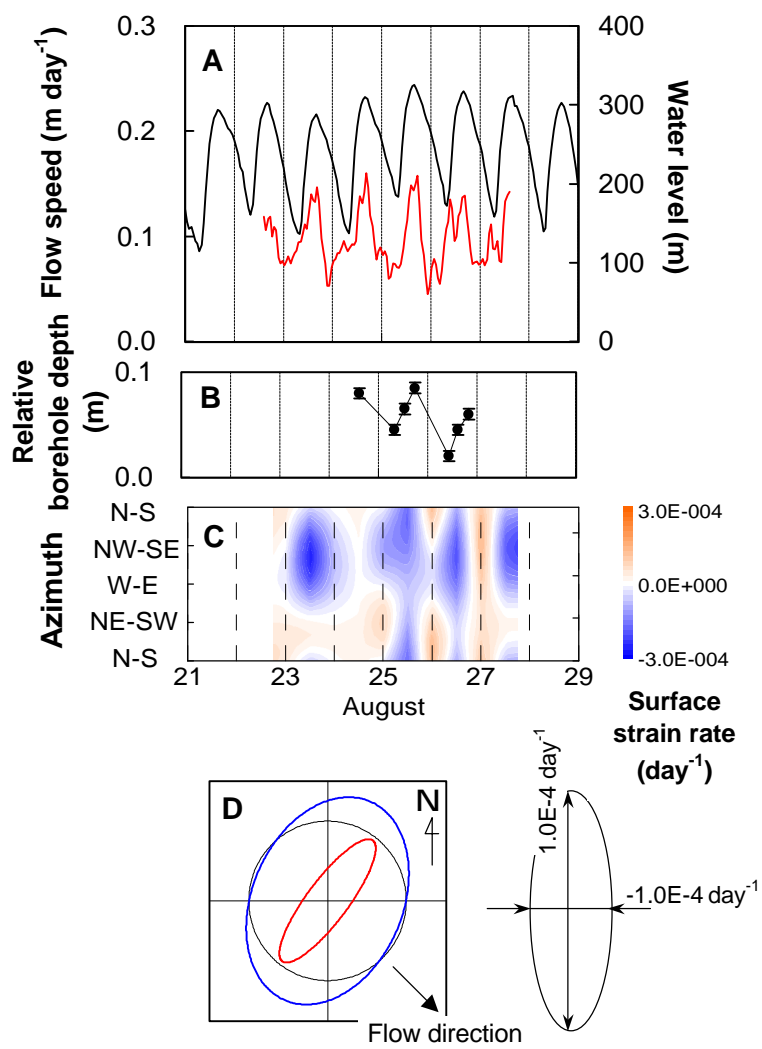 A
0.3
0.2
0.1
0.0
Flow speed (m day-1)
400
300
200
100
0
Water level (m)
B
0.1
0.0
Relative
borehole depth
(m)
C
N-S
NW-SE
W-E
NE-SW
N-S
Azimuth
21
23
25
27
29
August
3.0E-004
0.0E+000
-3.0E-004
Surface
strain rate
(day-1)
D
N
Flow direction
1.0E-4 day-1
-1.0E-4 day-1